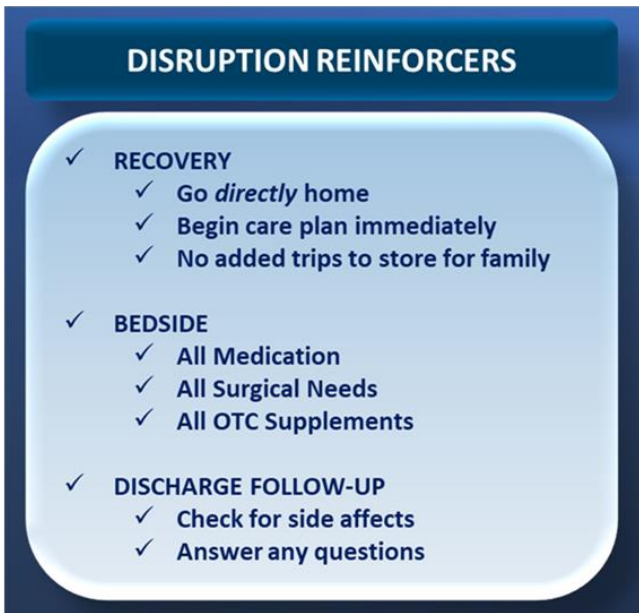 DISRUPTION REINFORCERS
✓ RECOVERY
✓ Go directly home
✓ Begin care plan immediately
✓ No added trips to store for family
✓ BEDSIDE
✓ All Medication
✓ All Surgical Needs
✓ All OTC Supplements
✓ DISCHARGE FOLLOW-UP
✓ Check for side affects
✓ Answer any questions